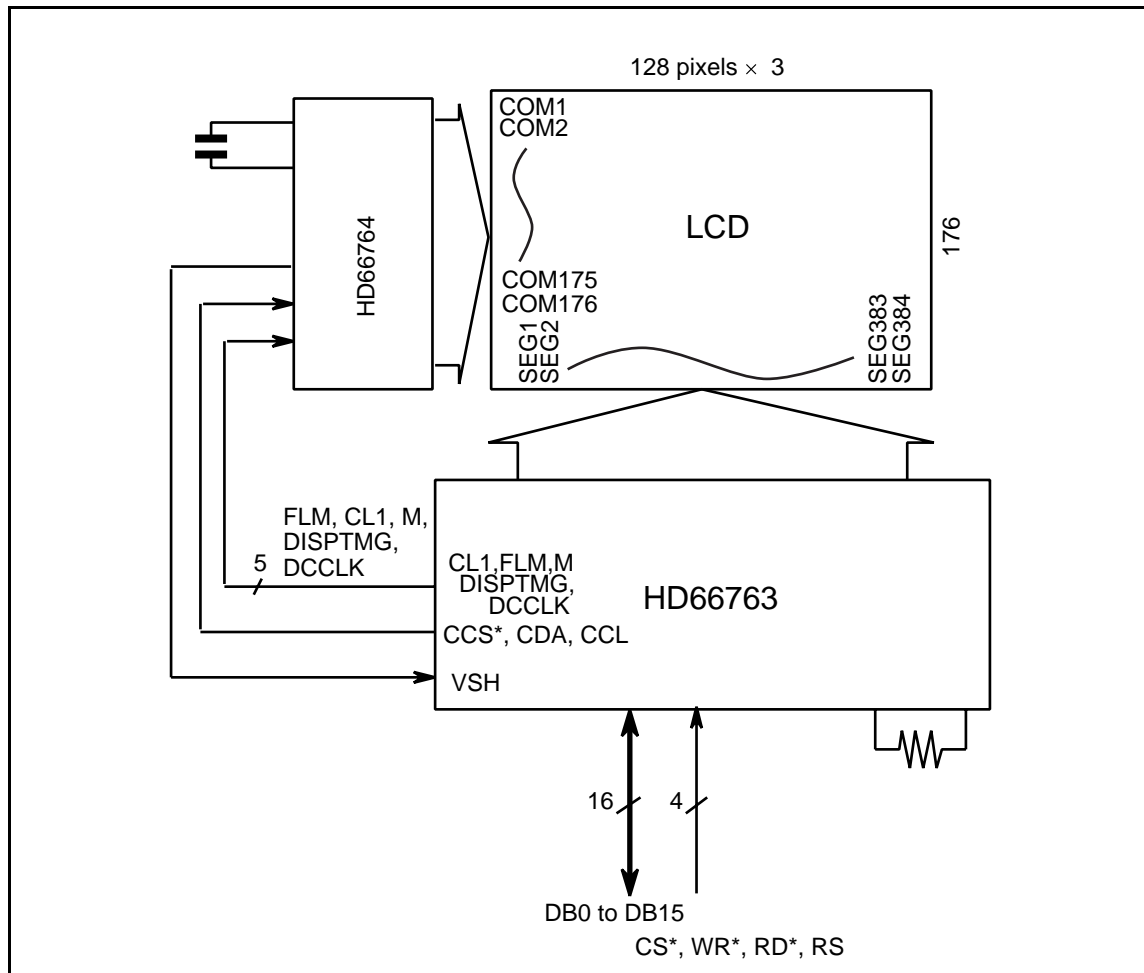 128 pixels × 3
COM1
COM2
HD66764
LCD
176
COM175
COM176
SEG1
SEG2
SEG383
SEG384
FLM, CL1, M,
DISPTMG,
DCCLK
5
CL1,FLM,M
DISPTMG,
DCCLK
HD66763
CCS*, CDA, CCL
VSH
16
4
DB0 to DB15
CS*, WR*, RD*, RS